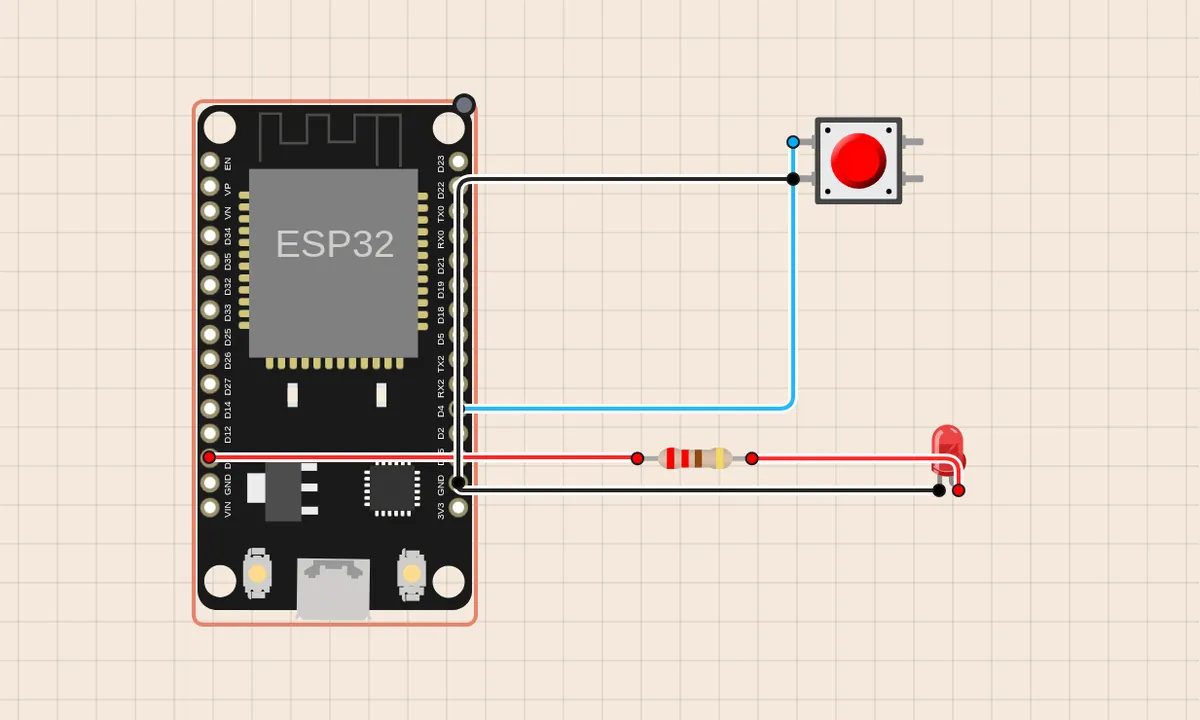 ESP32
EN
VP
VN
D34
D35
D32
D33
D25
D26
D27
D14
D12
GND
VIN
D23
D22
TX0
RX0
D21
D19
D18
D5
TX2
RX2
D4
D2
GND
3V3